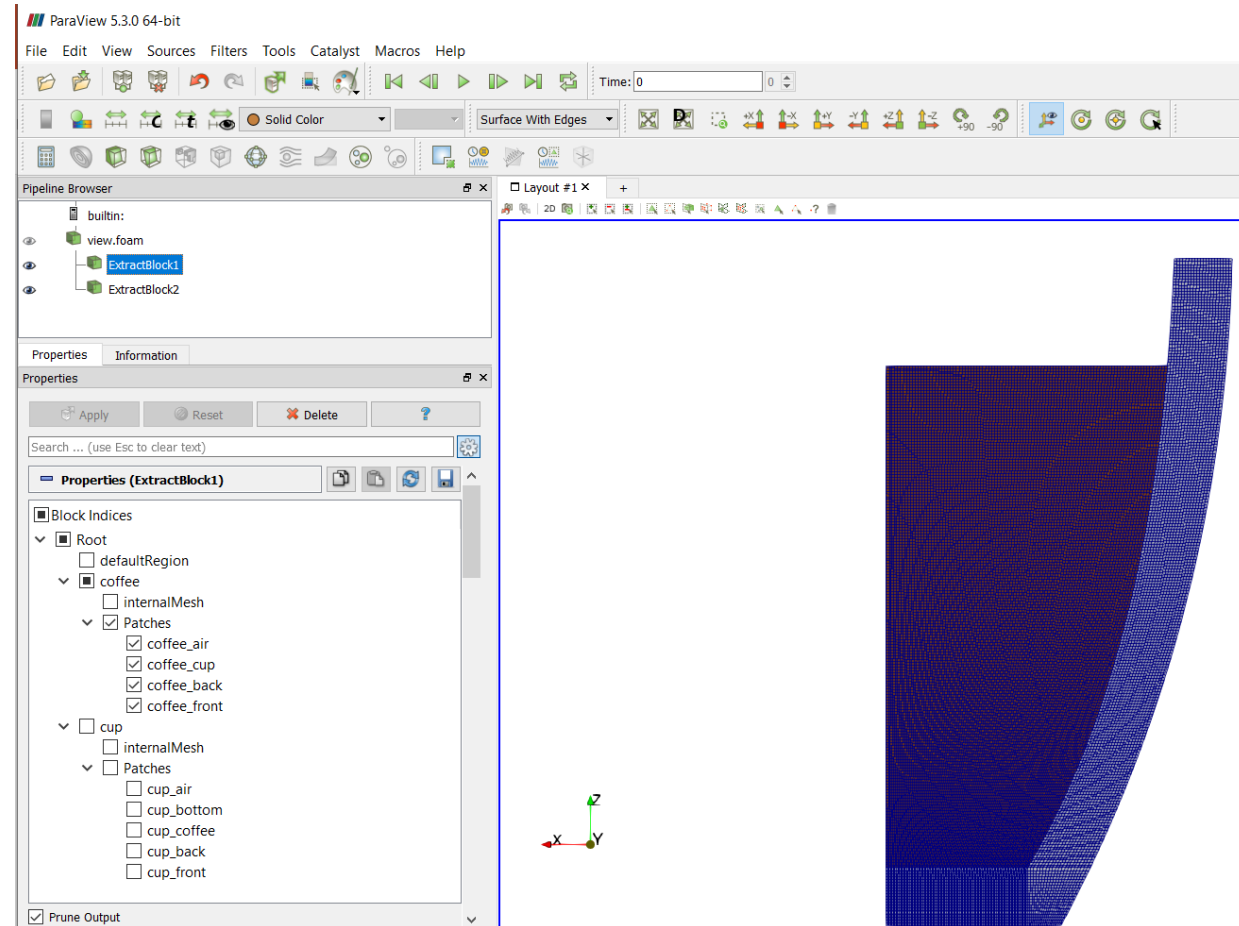 ParaView 5.3.0 64-bit
File Edit View Sources Filters Tools Catalyst Macros Help
Time: 0 0
C t Solid Color Surface With Edges D +X -X +Y -Y +Z -Z +90 -90
Pipeline Browser
Layout #1 +
2D ?
builtin:
view.foam
ExtractBlock1
ExtractBlock2
Properties Information
Properties
Apply Reset Delete ?
Search ... (use Esc to clear text)
Properties (ExtractBlock1)
Block Indices
Root
defaultRegion
coffee
internalMesh
Patches
coffee_air
coffee_cup
coffee_back
coffee_front
cup
internalMesh
Patches
cup_air
cup_bottom
cup_coffee
cup_back
cup_front
Prune Output
Z
X Y